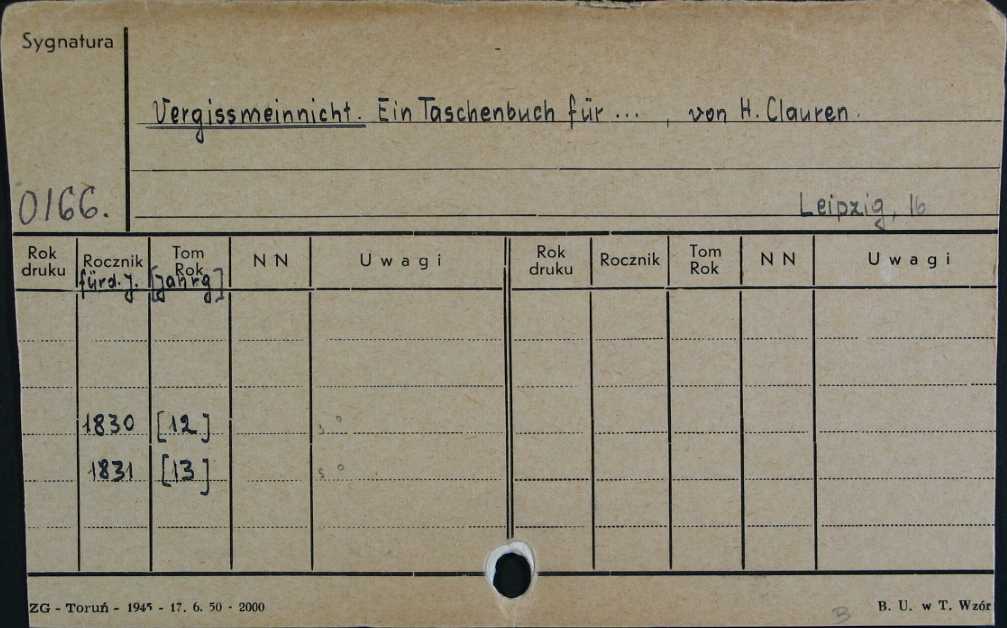 Sygnatura
Vergissmeinnicht. Ein Taschenbuch für ... , von H. Clauren.
0166.
Leipzig, 16
Rok druku Rocznik Tom Rok N N Uwagi Rok druku Rocznik Tom Rok N N Uwagi
für d. J. [Jahrg]
1830 [12]
1831 [13]
ZG - Toruń - 1945 - 17. 6. 50 - 2000 B B. U. w T. Wzór